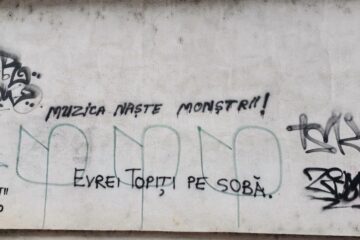 MUZICA NAȘTE MONȘTRII!
EVREI TOPIȚI PE SOBĂ.